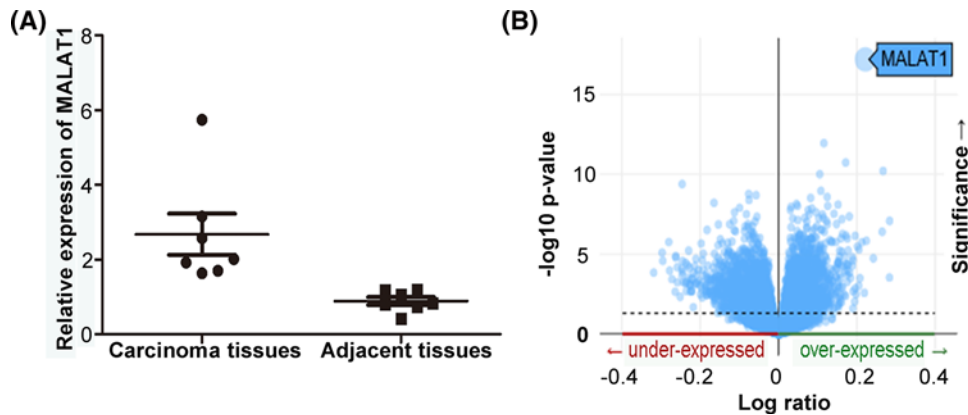 (A)
Relative expression of MALAT1
8
6
4
2
0
Carcinoma tissues
Adjacent tissues
(B)
-log10 p-value
15
10
5
0
MALAT1
Significance →
← under-expressed
over-expressed →
-0.4
-0.2
0
0.2
0.4
Log ratio